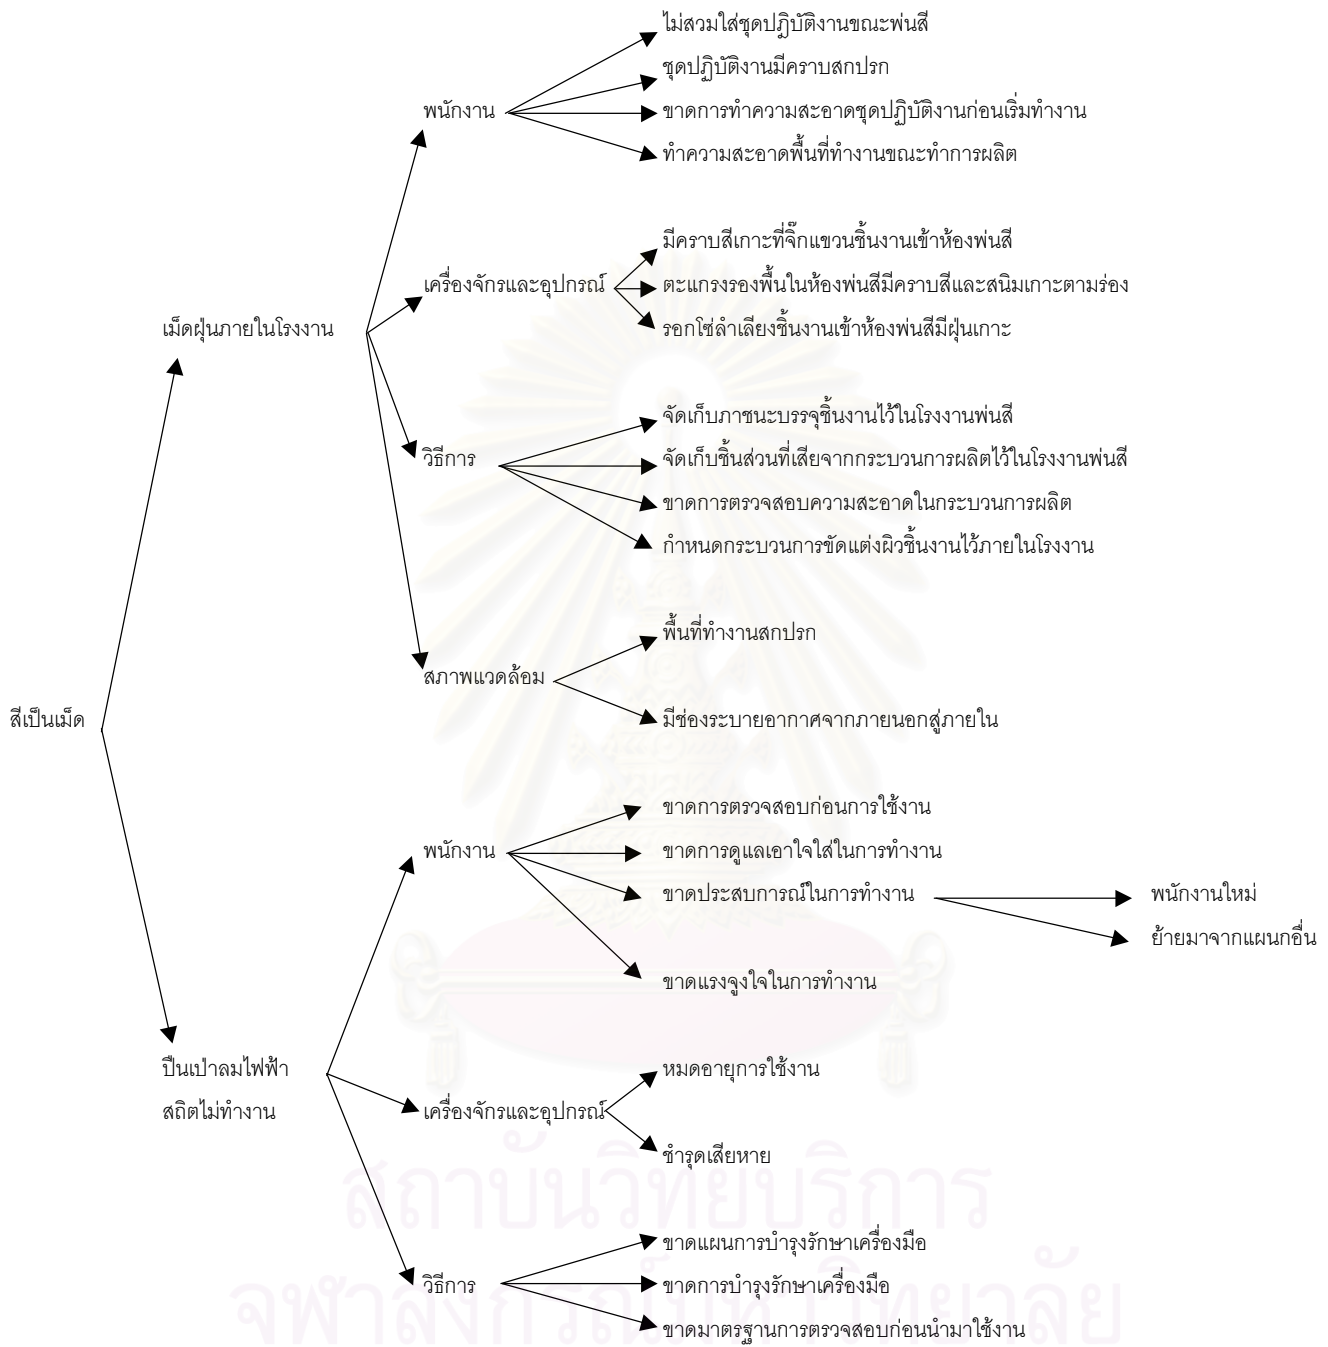 ไม่สวมใส่ชุดปฎิบัติงานขณะพ่นสี
ชุดปฏิบัติงานมีคราบสกปรก
พนักงาน
ขาดการทำความสะอาดชุดปฏิบัติงานก่อนเริ่มทำงาน
ทำความสะอาดพื้นที่ทำงานขณะทำการผลิต
มีคราบสีเกาะที่จิ๊กแขวนชิ้นงานเข้าห้องพ่นสี
เครื่องจักรและอุปกรณ์
ตะแกรงรองพื้นในห้องพ่นสีมีคราบสีและสนิมเกาะตามร่อง
เม็ดฝุ่นภายในโรงงาน
รอกโซ่ลำเลียงชิ้นงานเข้าห้องพ่นสีมีฝุ่นเกาะ
จัดเก็บภาชนะบรรจุชิ้นงานไว้ในโรงงานพ่นสี
วิธีการ
จัดเก็บชิ้นส่วนที่เสียจากกระบวนการผลิตไว้ในโรงงานพ่นสี
ขาดการตรวจสอบความสะอาดในกระบวนการผลิต
กำหนดกระบวนการขัดแต่งผิวชิ้นงานไว้ภายในโรงงาน
พื้นที่ทำงานสกปรก
สภาพแวดล้อม
สีเป็นเม็ด
มีช่องระบายอากาศจากภายนอกสู่ภายใน
ขาดการตรวจสอบก่อนการใช้งาน
พนักงาน
ขาดการดูแลเอาใจใส่ในการทำงาน
ขาดประสบการณ์ในการทำงาน
พนักงานใหม่
ย้ายมาจากแผนกอื่น
ขาดแรงจูงใจในการทำงาน
ปืนเป่าลมไฟฟ้า
สถิตไม่ทำงาน
หมดอายุการใช้งาน
เครื่องจักรและอุปกรณ์
ชำรุดเสียหาย
ขาดแผนการบำรุงรักษาเครื่องมือ
วิธีการ
ขาดการบำรุงรักษาเครื่องมือ
ขาดมาตรฐานการตรวจสอบก่อนนำมาใช้งาน
สถาบันวิทยบริการ
จุฬาลงกรณ์มหาวิทยาลัย